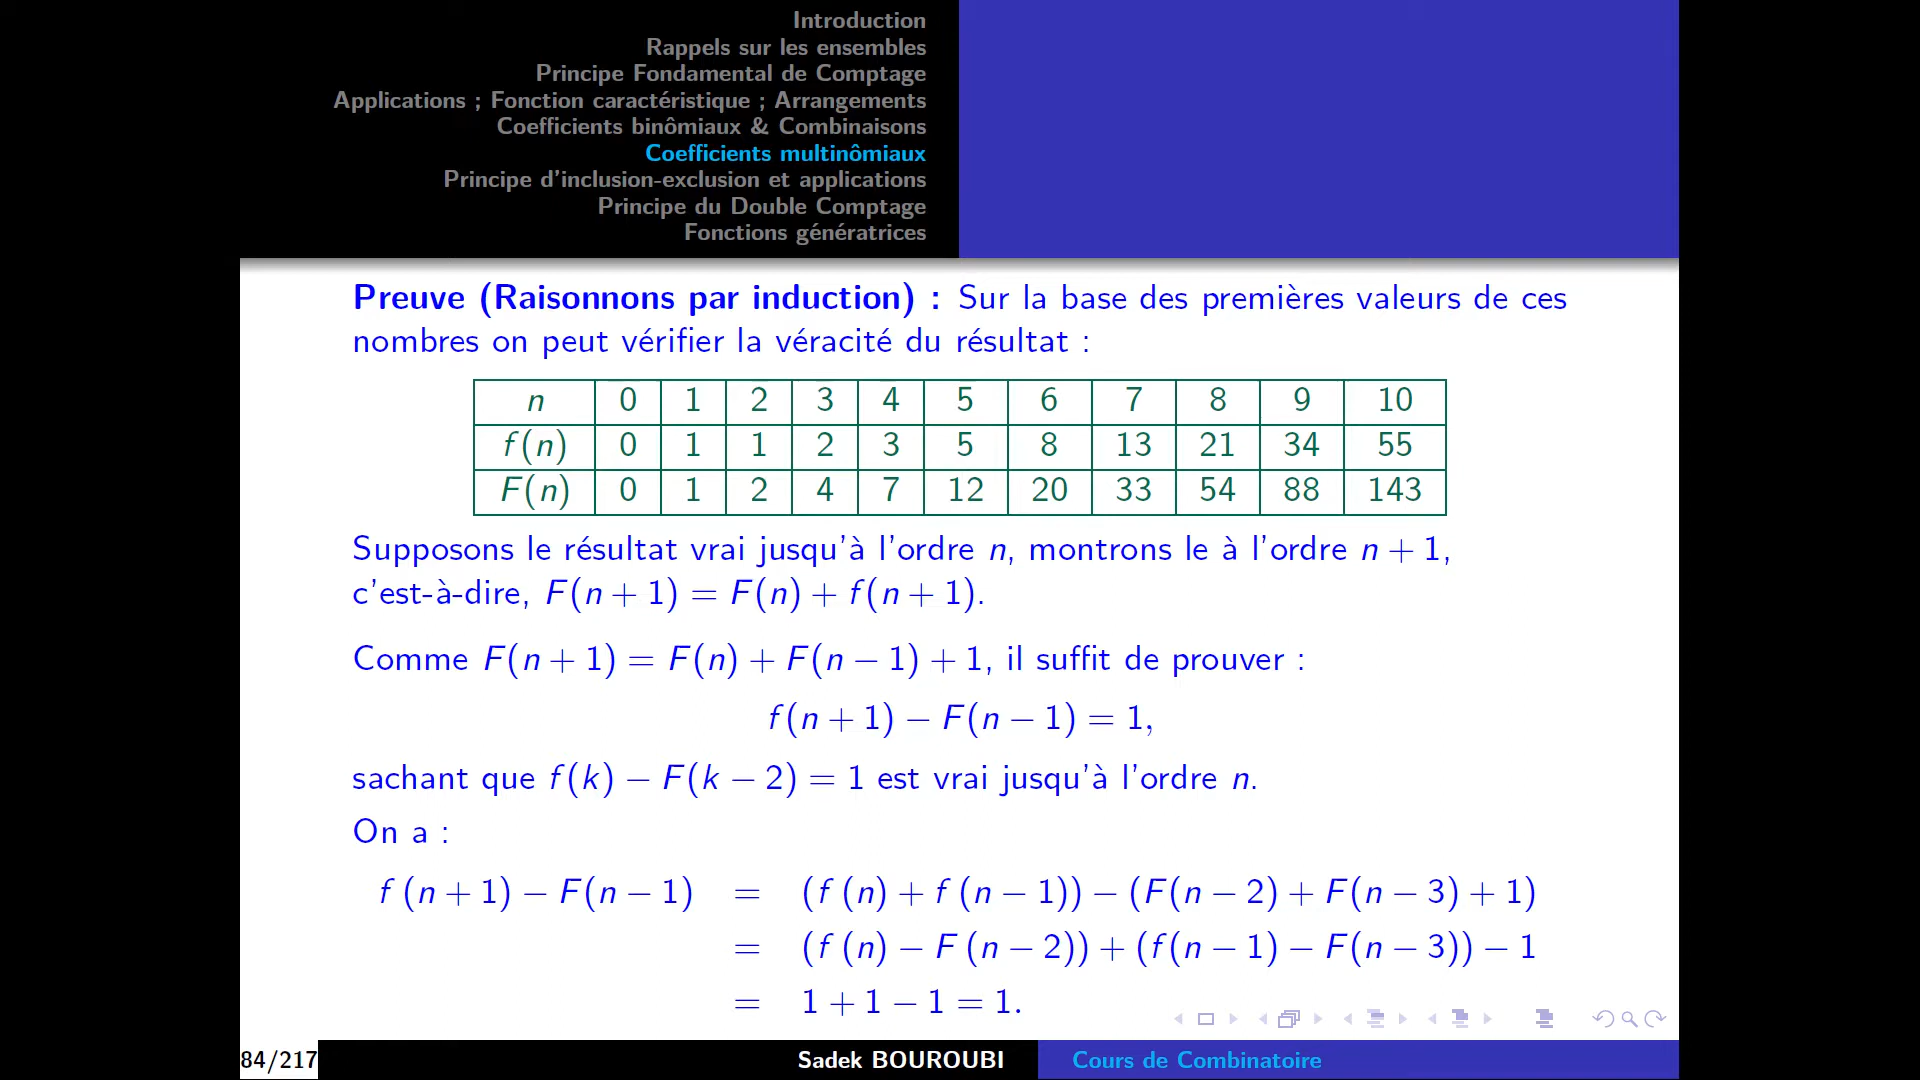 Introduction
Rappels sur les ensembles
Principe Fondamental de Comptage
Applications ; Fonction caractéristique ; Arrangements
Coefficients binômiaux & Combinaisons
Coefficients multinômiaux
Principe d'inclusion-exclusion et applications
Principe du Double Comptage
Fonctions génératrices
Preuve (Raisonnons par induction) : Sur la base des premières valeurs de ces
nombres on peut vérifier la véracité du résultat :
n 0 1 2 3 4 5 6 7 8 9 10
f(n) 0 1 1 2 3 5 8 13 21 34 55
F(n) 0 1 2 4 7 12 20 33 54 88 143
Supposons le résultat vrai jusqu'à l'ordre n, montrons le à l'ordre n + 1,
c'est-à-dire, F(n + 1) = F(n) + f(n + 1).
Comme F(n + 1) = F(n) + F(n − 1) + 1, il suffit de prouver :
f(n + 1) − F(n − 1) = 1,
sachant que f(k) − F(k − 2) = 1 est vrai jusqu'à l'ordre n.
On a :
f (n + 1) − F(n − 1) = (f (n) + f (n − 1)) − (F(n − 2) + F(n − 3) + 1)
= (f (n) − F (n − 2)) + (f(n − 1) − F(n − 3)) − 1
= 1 + 1 − 1 = 1.
84/217 Sadek BOUROUBI Cours de Combinatoire